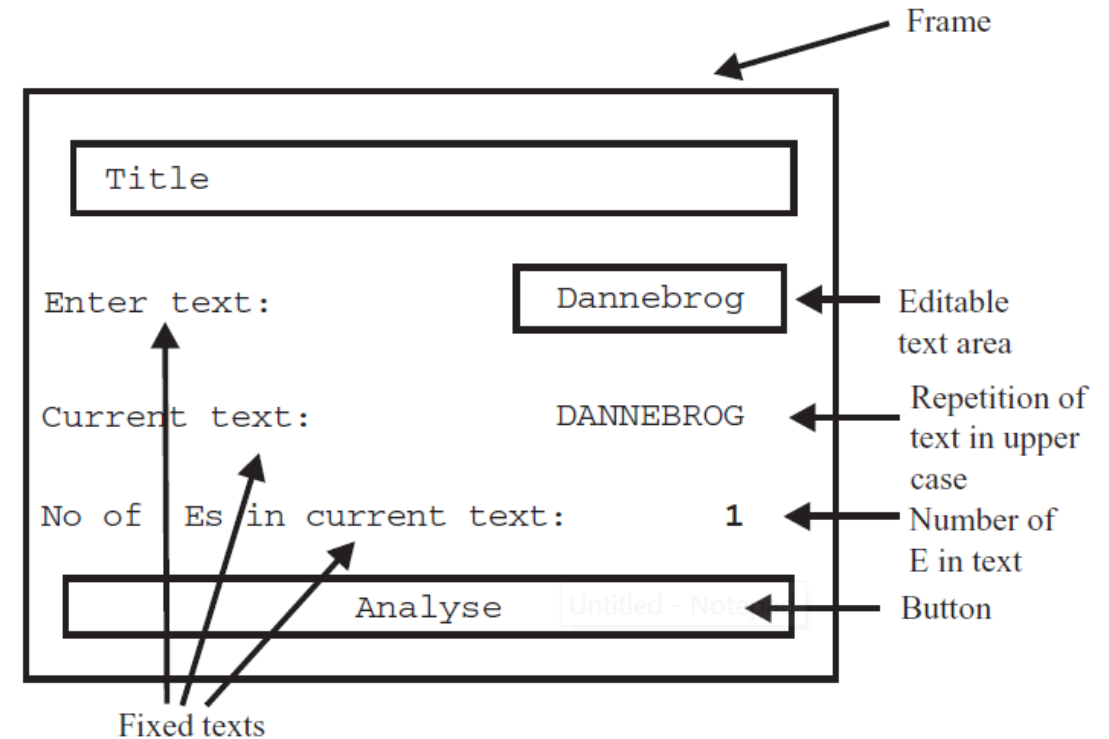 Frame
Title
Enter text:
Dannebrog
Editable
text area
Current text:
DANNEBROG
Repetition of
text in upper
case
No of Es in current text:
1
Number of
E in text
Analyse
Untitled - Note
Button
Fixed texts